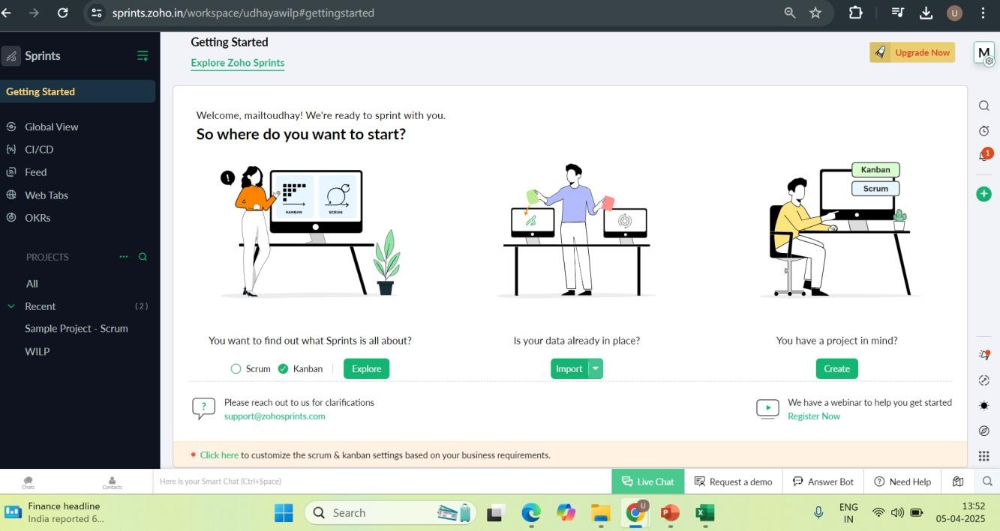 sprints.zoho.in/workspace/udhayawilp#gettingstarted
U
Sprints
Getting Started
Global View
CI/CD
Feed
Web Tabs
OKRs
PROJECTS
All
Recent (2)
Sample Project - Scrum
WILP
Getting Started
Explore Zoho Sprints
Upgrade Now
M
1
Welcome, mailtoudhay! We're ready to sprint with you.
So where do you want to start?
!
KANBAN
SCRUM
Kanban
Scrum
You want to find out what Sprints is all about?
Scrum Kanban Explore
Is your data already in place?
Import
You have a project in mind?
Create
? Please reach out to us for clarifications
support@zohosprints.com
We have a webinar to help you get started
Register Now
Click here to customize the scrum & kanban settings based on your business requirements.
Chats
Contacts
Here is your Smart Chat (Ctrl+Space)
Live Chat
Request a demo
Answer Bot
Need Help
Finance headline
India reported 6...
Search
U
ENG
IN
13:52
05-04-2025